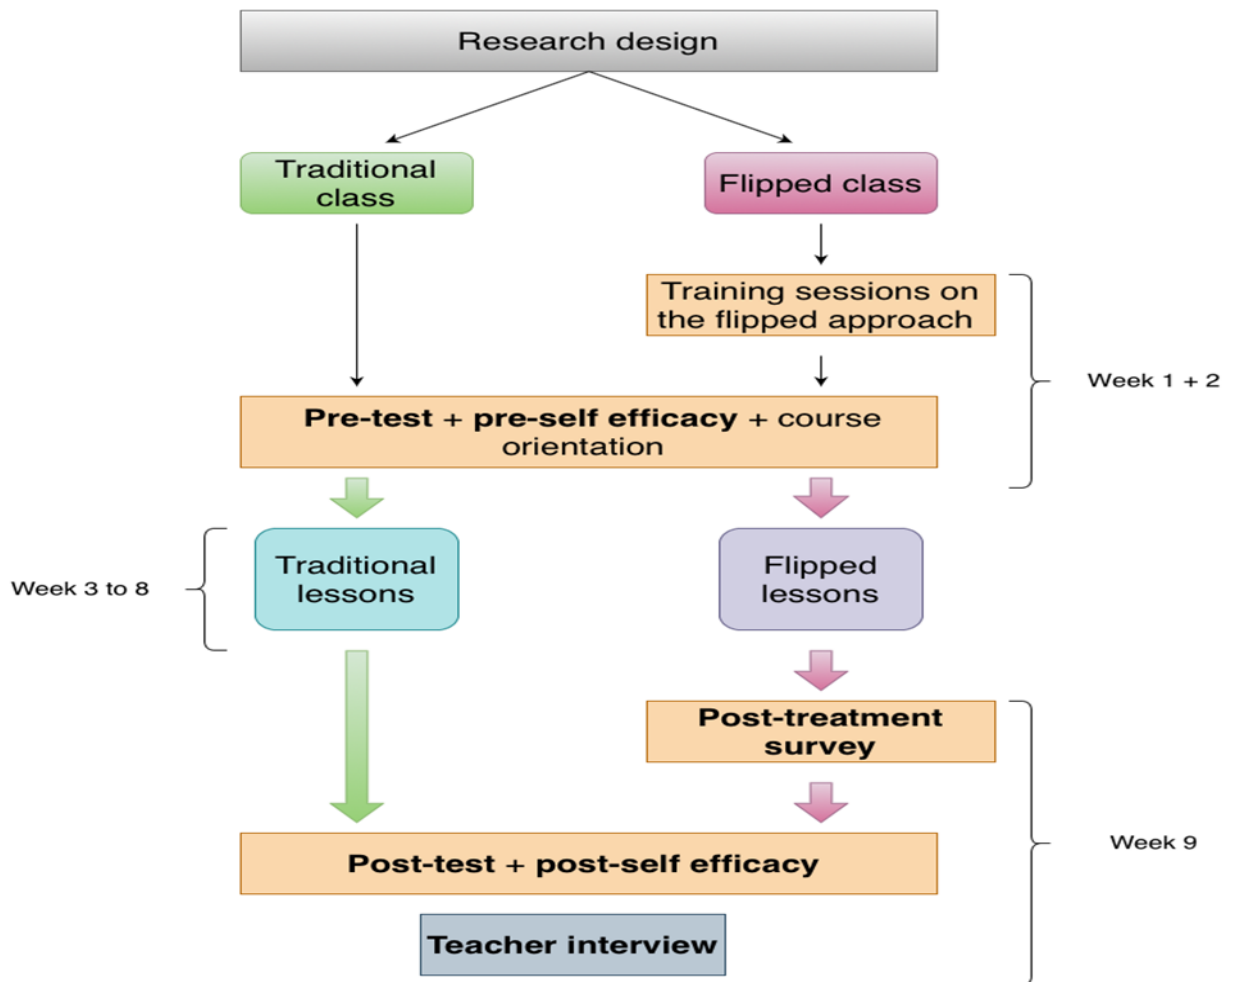 Research design
Traditional
class
Flipped class
Training sessions on
the flipped approach
Week 1 + 2
Pre-test + pre-self efficacy + course
orientation
Week 3 to 8
Traditional
lessons
Flipped
lessons
Post-treatment
survey
Week 9
Post-test + post-self efficacy
Teacher interview